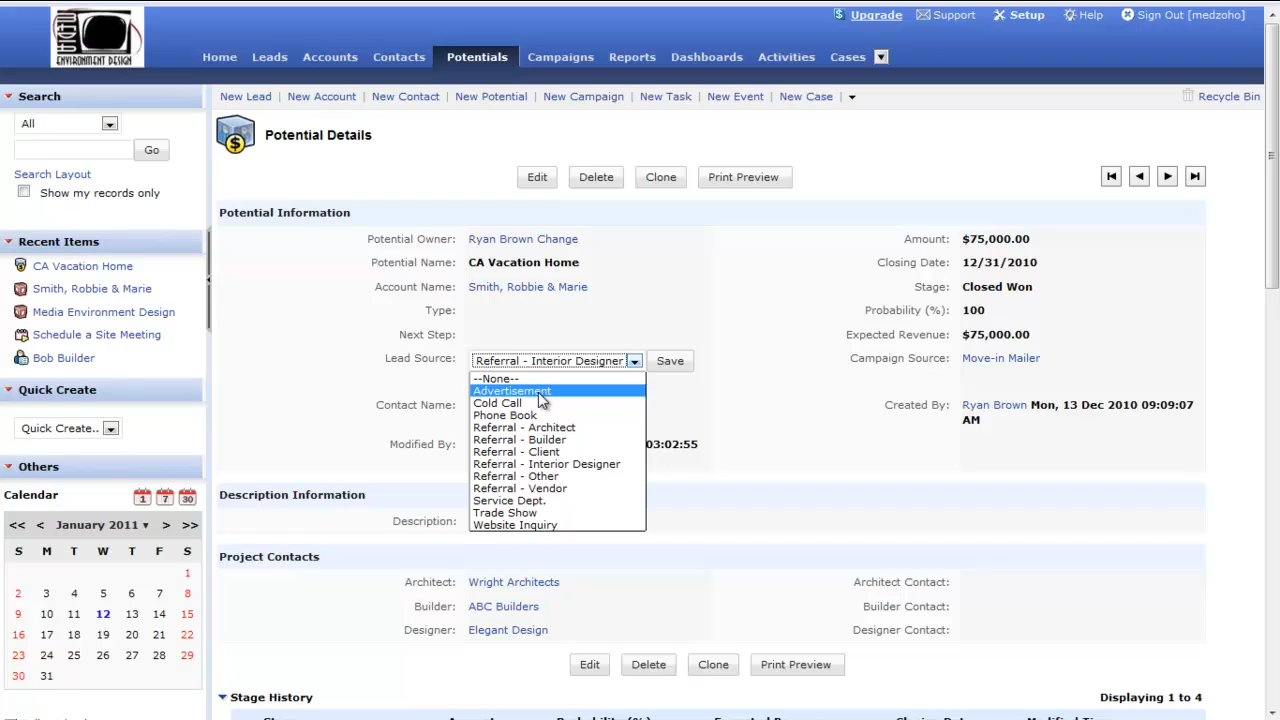 Upgrade Support Setup Help Sign Out [medzoho]
ENVIRONMENT DESIGN
Home Leads Accounts Contacts Potentials Campaigns Reports Dashboards Activities Cases
Search
New Lead | New Account | New Contact | New Potential | New Campaign | New Task | New Event | New Case | Recycle Bin
All
Potential Details
Go
Search Layout
Edit Delete Clone Print Preview
Show my records only
Potential Information
Recent Items
Potential Owner: Ryan Brown Change Amount: $75,000.00
CA Vacation Home
Potential Name: CA Vacation Home Closing Date: 12/31/2010
Smith, Robbie & Marie
Account Name: Smith, Robbie & Marie Stage: Closed Won
Media Environment Design
Type: Probability (%): 100
Schedule a Site Meeting
Next Step: Expected Revenue: $75,000.00
Bob Builder
Lead Source: Referral - Interior Designer Save Campaign Source: Move-in Mailer
--None--
Quick Create
Advertisement
Cold Call
Contact Name: Created By: Ryan Brown Mon, 13 Dec 2010 09:09:07
AM
Phone Book
Quick Create..
Referral - Architect
Referral - Builder
Modified By: 03:02:55
Referral - Client
Referral - Interior Designer
Others
Referral - Other
Referral - Vendor
Calendar 1 7 30
Description Information
Service Dept.
Trade Show
<< < January 2011 > >>
Description:
Website Inquiry
S M T W T F S
Project Contacts
1
Architect: Wright Architects Architect Contact:
2 3 4 5 6 7 8
Builder: ABC Builders Builder Contact:
9 10 11 12 13 14 15
Designer: Elegant Design Designer Contact:
16 17 18 19 20 21 22
23 24 25 26 27 28 29
Edit Delete Clone Print Preview
30 31
Stage History Displaying 1 to 4